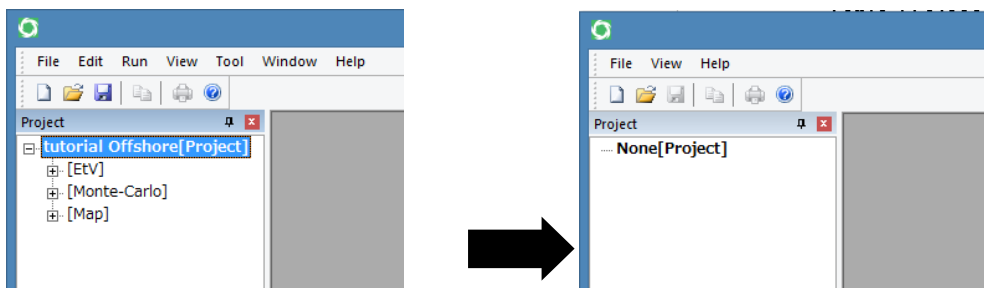 File Edit Run View Tool Window Help
Project
tutorial Offshore[Project]
[EtV]
[Monte-Carlo]
[Map]
File View Help
Project
None[Project]